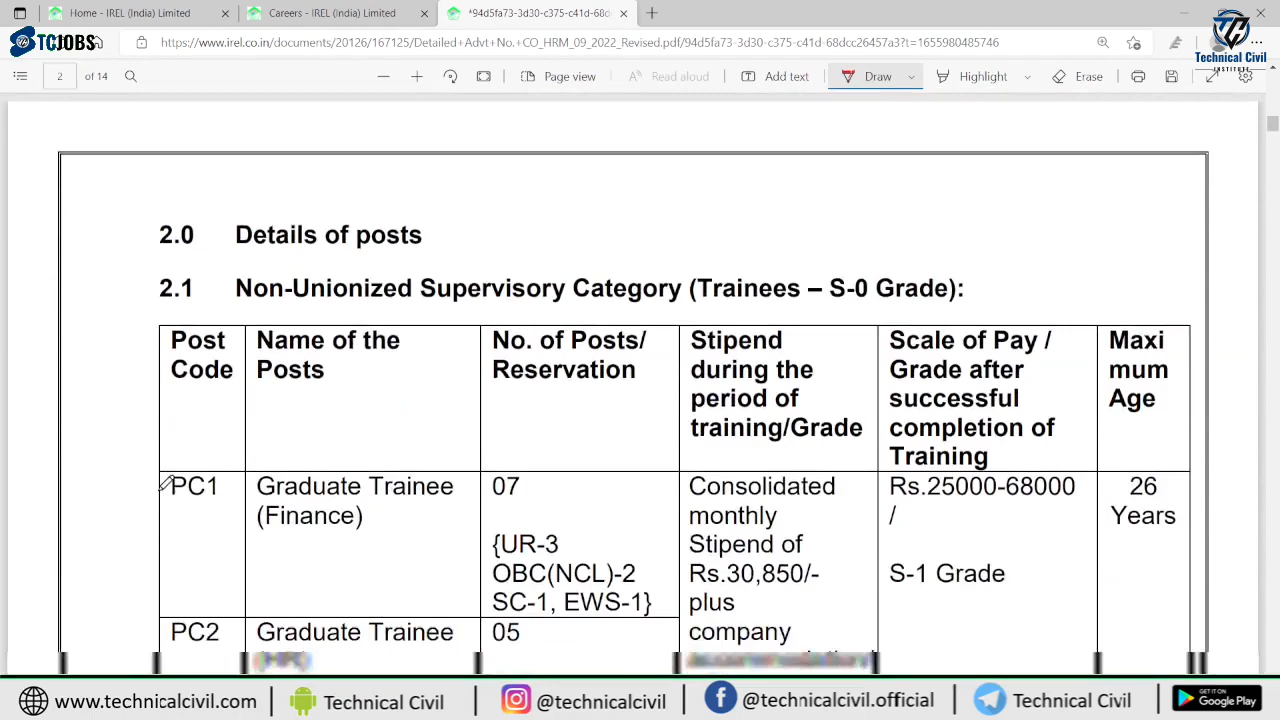 Home - IREL (India) Limited
Careers - IREL (India) Limited
*94d5fa73-3d30-c375-c41d-68d
TCJOBS
https://www.irel.co.in/documents/20126/167125/Detailed+Advt+No.+CO_HRM_09_2022_Revised.pdf/94d5fa73-3d30-c375-c41d-68dcc26457a3?t=1655980485746
Technical Civil
INSTITUTE
2 of 14
Page view
Read aloud
Add text
Draw
Highlight
Erase
2.0 Details of posts
2.1 Non-Unionized Supervisory Category (Trainees – S-0 Grade):
Post Code
Name of the Posts
No. of Posts/ Reservation
Stipend during the period of training/Grade
Scale of Pay / Grade after successful completion of Training
Maxi mum Age
PC1
Graduate Trainee (Finance)
07
{UR-3
OBC(NCL)-2
SC-1, EWS-1}
Consolidated
monthly
Stipend of
Rs.30,850/-
plus
company
Rs.25000-68000
/
S-1 Grade
26
Years
PC2
Graduate Trainee
05
www.technicalcivil.com
Technical Civil
@technicalcivil
@technicalcivil.official
Technical Civil
GET IT ON
Google Play